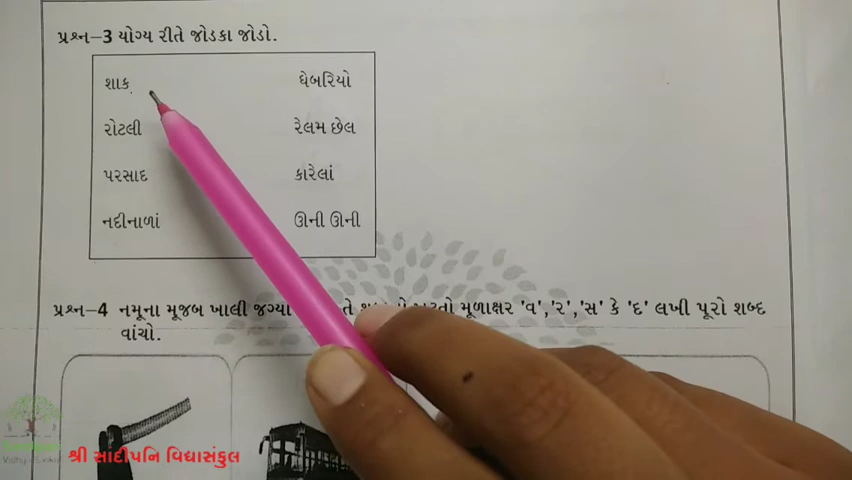 પ્રશ્ન-3 યોગ્ય રીતે જોડકા જોડો.
શાક ઘેબરિયો
રોટલી રેલમ છેલ
પરસાદ કારેલાં
નદીનાળાં ઊની ઊની
પ્રશ્ન-4 નમૂના મૂજબ ખાલી જગ્યા મૂળાક્ષર 'વ','ર','સ' કે 'દ' લખી પૂરો શબ્દ
વાંચો.
શ્રી સાદીપનિ વિદ્યાસંકુલ